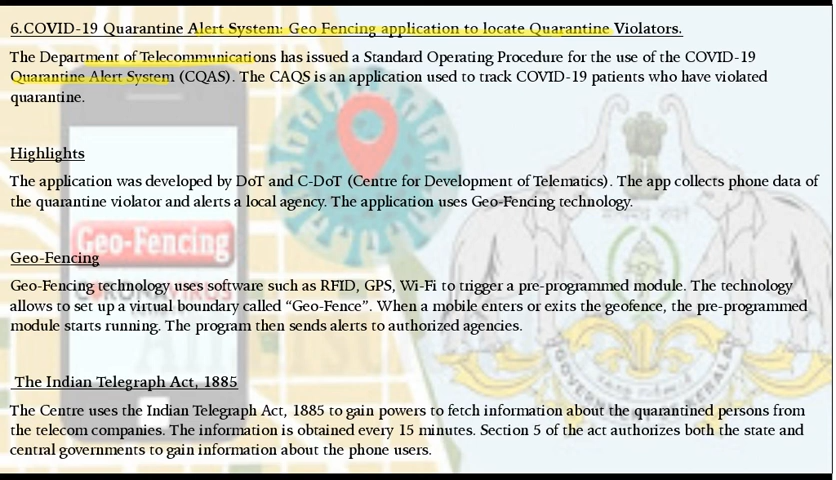 6.COVID-19 Quarantine Alert System: Geo Fencing application to locate Quarantine Violators.
The Department of Telecommunications has issued a Standard Operating Procedure for the use of the COVID-19
Quarantine Alert System (CQAS). The CAQS is an application used to track COVID-19 patients who have violated
quarantine.
Highlights
The application was developed by DoT and C-DoT (Centre for Development of Telematics). The app collects phone data of
the quarantine violator and alerts a local agency. The application uses Geo-Fencing technology.
Geo-Fencing
Geo-Fencing
Geo-Fencing technology uses software such as RFID, GPS, Wi-Fi to trigger a pre-programmed module. The technology
allows to set up a virtual boundary called “Geo-Fence”. When a mobile enters or exits the geofence, the pre-programmed
module starts running. The program then sends alerts to authorized agencies.
The Indian Telegraph Act, 1885
The Centre uses the Indian Telegraph Act, 1885 to gain powers to fetch information about the quarantined persons from
the telecom companies. The information is obtained every 15 minutes. Section 5 of the act authorizes both the state and
central governments to gain information about the phone users.